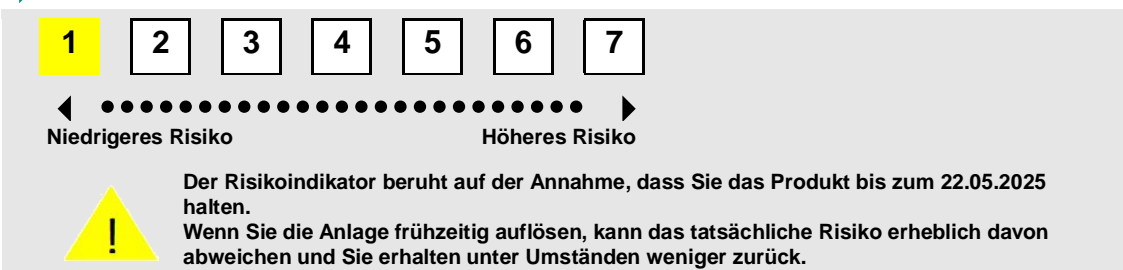 1 2 3 4 5 6 7
Niedrigeres Risiko Höheres Risiko
Der Risikoindikator beruht auf der Annahme, dass Sie das Produkt bis zum 22.05.2025
halten.
Wenn Sie die Anlage frühzeitig auflösen, kann das tatsächliche Risiko erheblich davon
abweichen und Sie erhalten unter Umständen weniger zurück.
!